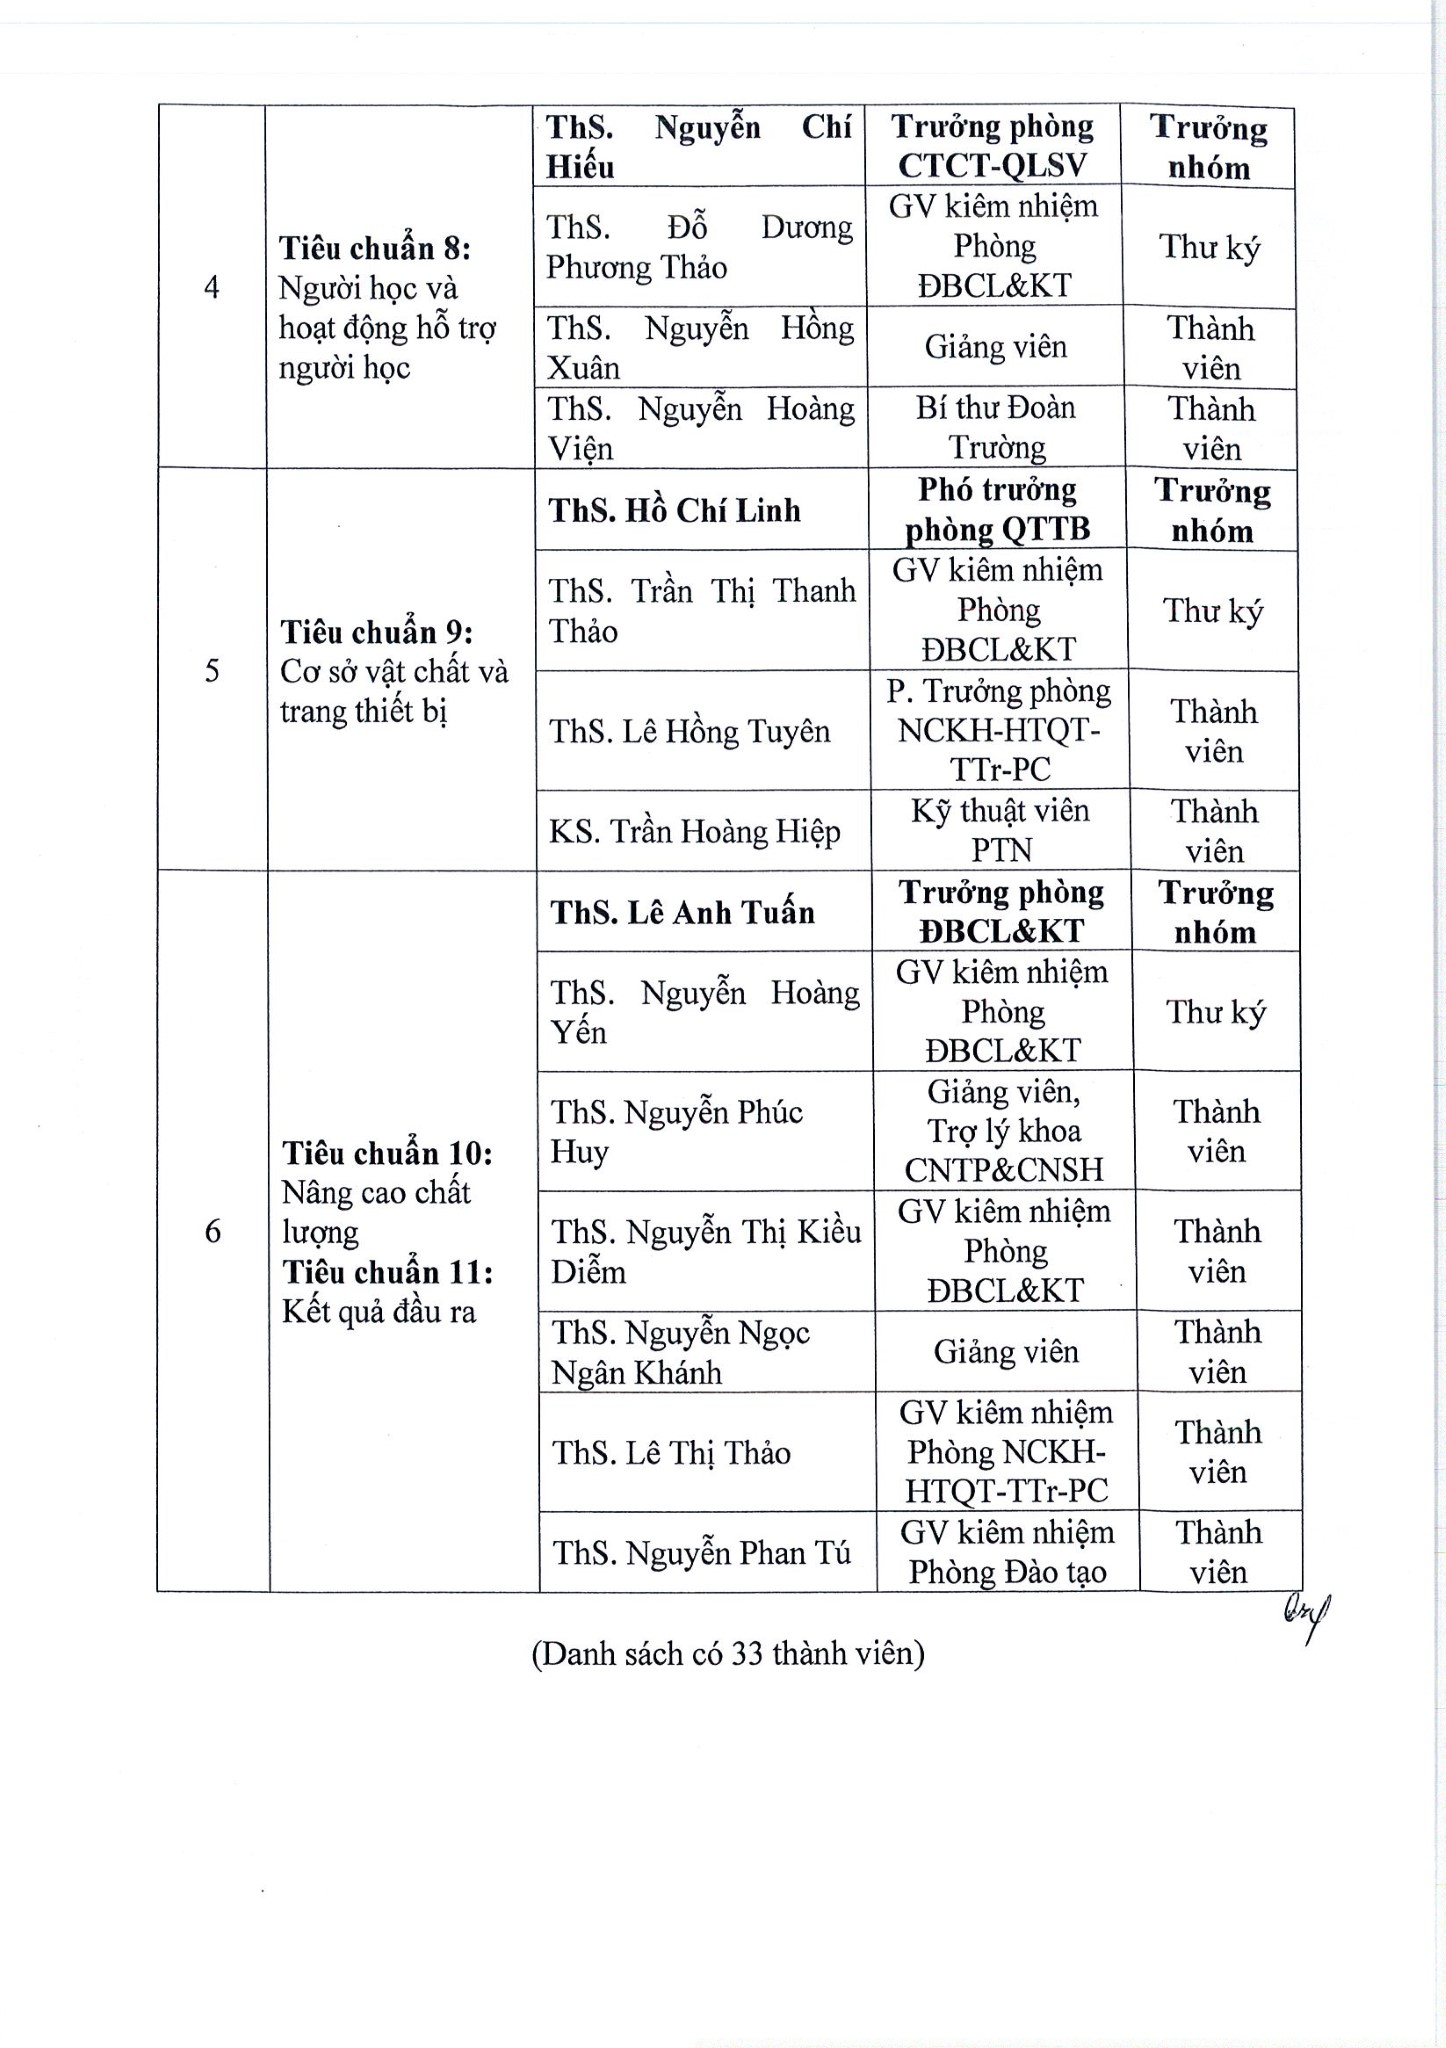 4
Tiêu chuẩn 8:
Người học và
hoạt động hỗ trợ
người học
ThS. Nguyễn Chí
Hiếu
Trưởng phòng
CTCT-QLSV
Trưởng
nhóm
ThS. Đỗ Dương
Phương Thảo
GV kiêm nhiệm
Phòng
ĐBCL&KT
Thư ký
ThS. Nguyễn Hồng
Xuân
Giảng viên
Thành
viên
ThS. Nguyễn Hoàng
Viện
Bí thư Đoàn
Trường
Thành
viên
5
Tiêu chuẩn 9:
Cơ sở vật chất và
trang thiết bị
ThS. Hồ Chí Linh
Phó trưởng
phòng QTTB
Trưởng
nhóm
ThS. Trần Thị Thanh
Thảo
GV kiêm nhiệm
Phòng
ĐBCL&KT
Thư ký
ThS. Lê Hồng Tuyên
P. Trưởng phòng
NCKH-HTQT-
TTr-PC
Thành
viên
KS. Trần Hoàng Hiệp
Kỹ thuật viên
PTN
Thành
viên
6
Tiêu chuẩn 10:
Nâng cao chất
lượng
Tiêu chuẩn 11:
Kết quả đầu ra
ThS. Lê Anh Tuấn
Trưởng phòng
ĐBCL&KT
Trưởng
nhóm
ThS. Nguyễn Hoàng
Yến
GV kiêm nhiệm
Phòng
ĐBCL&KT
Thư ký
ThS. Nguyễn Phúc
Huy
Giảng viên,
Trợ lý khoa
CNTP&CNSH
Thành
viên
ThS. Nguyễn Thị Kiều
Diễm
GV kiêm nhiệm
Phòng
ĐBCL&KT
Thành
viên
ThS. Nguyễn Ngọc
Ngân Khánh
Giảng viên
Thành
viên
ThS. Lê Thị Thảo
GV kiêm nhiệm
Phòng NCKH-
HTQT-TTr-PC
Thành
viên
ThS. Nguyễn Phan Tú
GV kiêm nhiệm
Phòng Đào tạo
Thành
viên
(Danh sách có 33 thành viên)